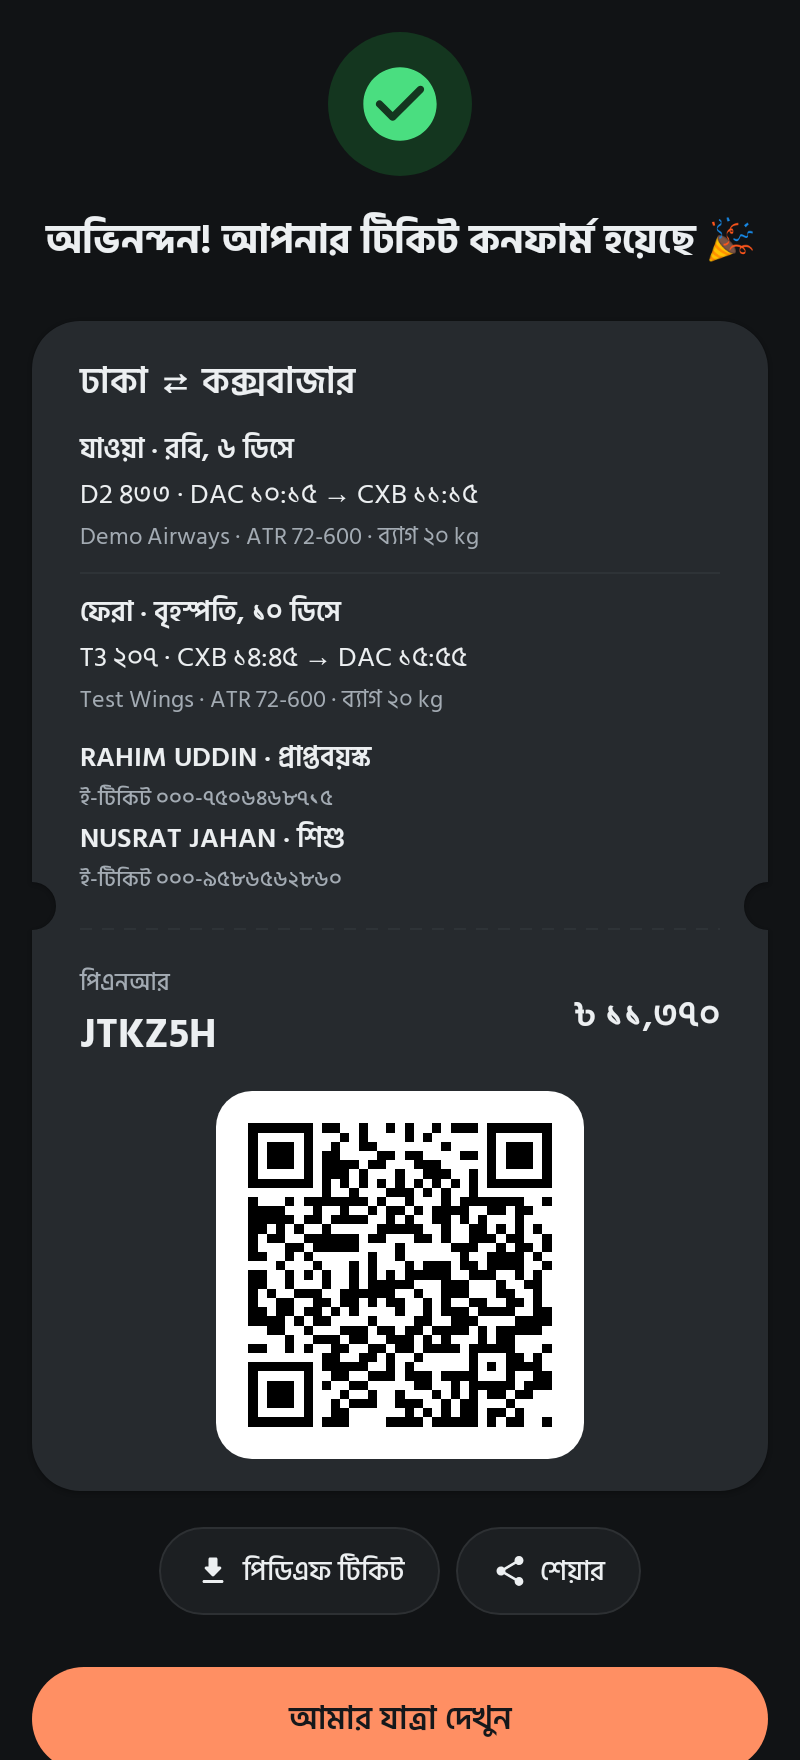 অভিনন্দন! আপনার টিকিট কনফার্ম হয়েছে 🎉
ঢাকা ⇄ কক্সবাজার
যাওয়া · রবি, ৬ ডিসে
D2 ৪৩৩ · DAC ১০:১৫ → CXB ১১:১৫
Demo Airways · ATR 72-600 · ব্যাগ ২০ kg
ফেরা · বৃহস্পতি, ১০ ডিসে
T3 ২০৭ · CXB ১৪:৪৫ → DAC ১৫:৫৫
Test Wings · ATR 72-600 · ব্যাগ ২০ kg
RAHIM UDDIN · প্রাপ্তবয়স্ক
ই-টিকিট ০০০-৭৫০৬৪৬৮৭১৫
NUSRAT JAHAN · শিশু
ই-টিকিট ০০০-৯৫৮৬৫৬২৮৬০
পিএনআর
JTKZ5H
৳ ১১,৩৭০
পিডিএফ টিকিট
শেয়ার
আমার যাত্রা দেখুন